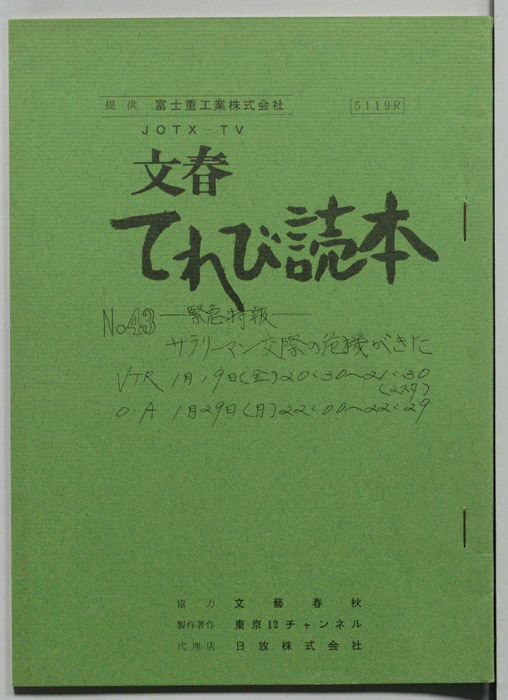 提供 富士重工業株式会社 5119R
JOTX-TV
文春
てれび読本
No.43 ―緊急特報―
サラリーマン交際の危機がきた
VTR 1月19日(金)20:30～21:30
(2スタ)
O.A 1月29日(月)22:00～22:29
協力 文藝春秋
製作著作 東京12チャンネル
代理店 日放株式会社